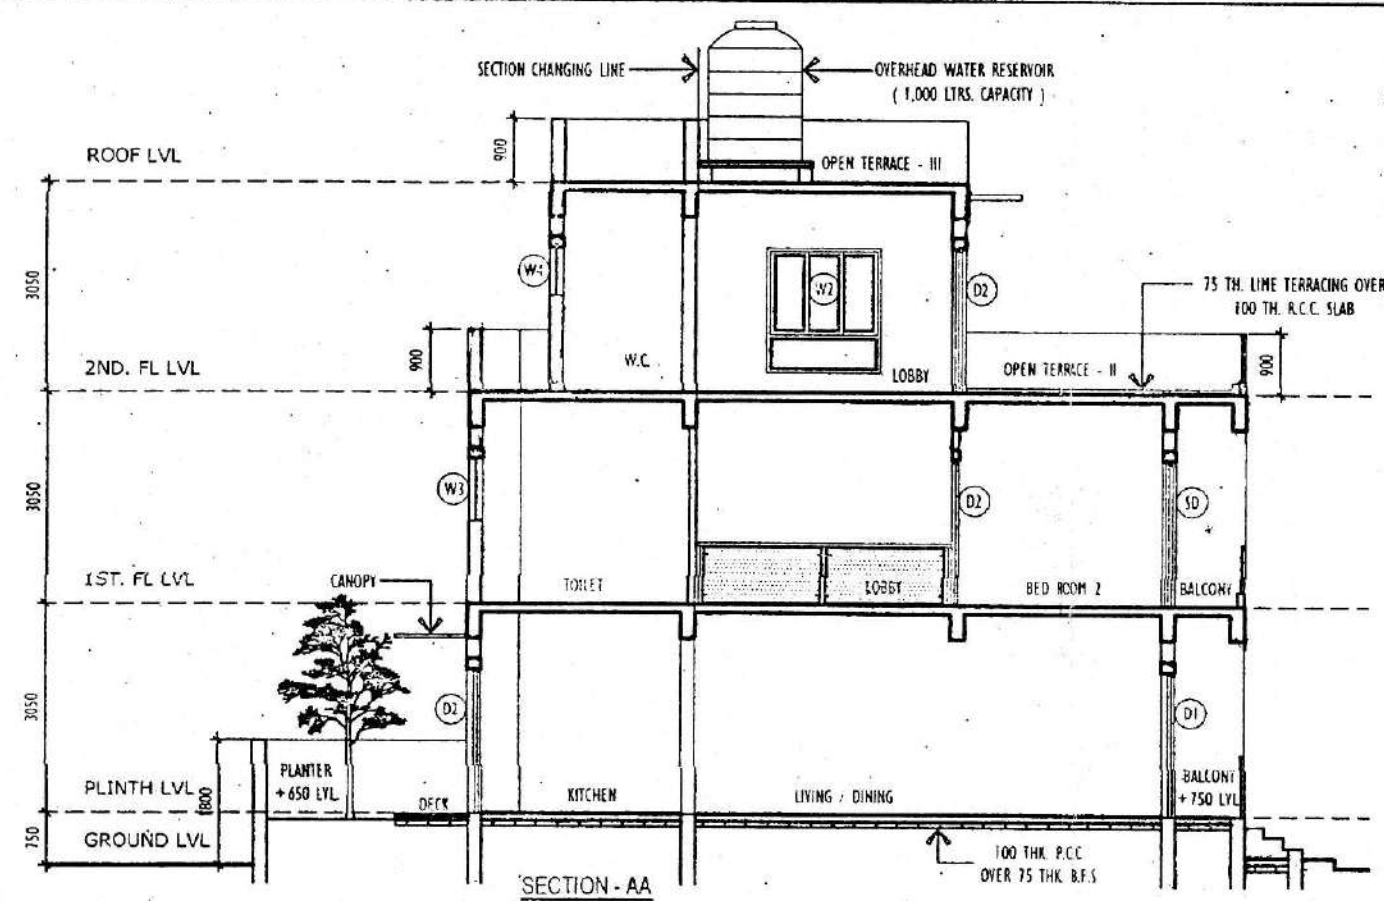 SECTION CHANGING LINE
OVERHEAD WATER RESERVOIR
( 1,000 LTRS. CAPACITY )
900
ROOF LVL
OPEN TERRACE - III
3050
W4
W2
D2
75 TH. LIME TERRACING OVER
100 TH. R.C.C. SLAB
900
2ND. FL LVL
W.C.
LOBBY
OPEN TERRACE - II
900
3050
W3
D2
SD
1ST. FL LVL
CANOPY
TOILET
LOBBY
BED ROOM 2
BALCONY
3050
D2
D1
PLANTER
+ 650 LVL
PLINTH LVL
1800
DECK
KITCHEN
LIVING / DINING
BALCONY
+ 750 LVL
750
GROUND LVL
100 THK. P.C.C
OVER 75 THK. B.F.S
SECTION - AA